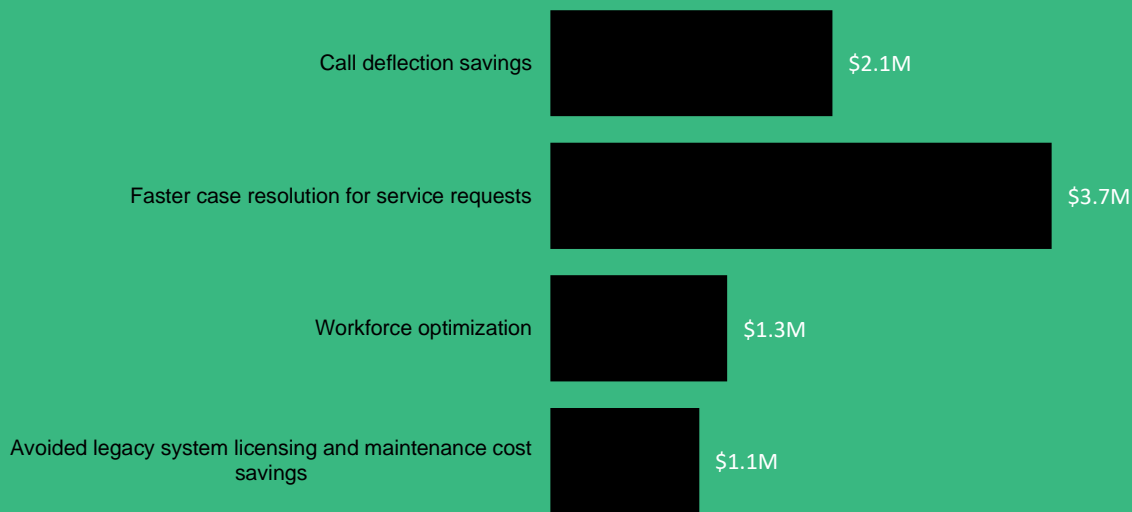 Call deflection savings
$2.1M
Faster case resolution for service requests
$3.7M
Workforce optimization
$1.3M
Avoided legacy system licensing and maintenance cost
savings
$1.1M